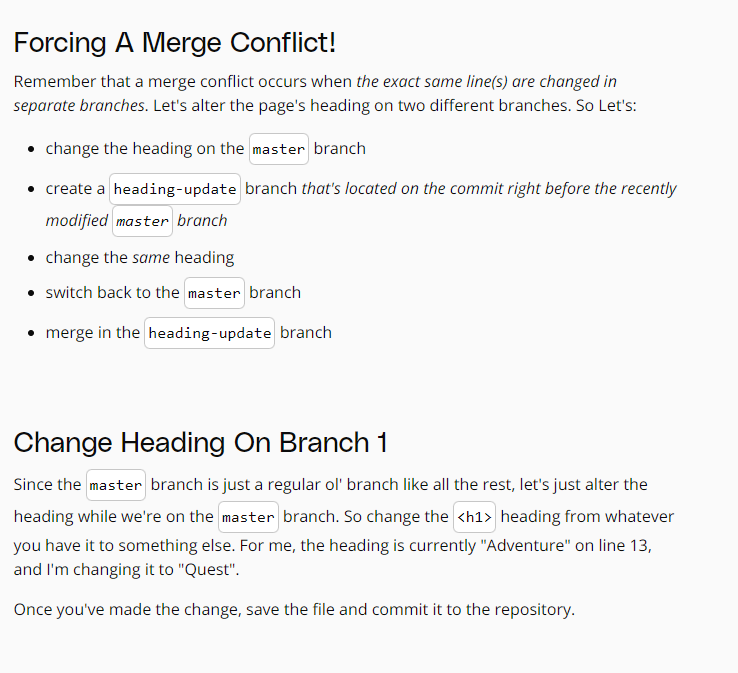 Forcing A Merge Conflict!
Remember that a merge conflict occurs when the exact same line(s) are changed in
separate branches. Let's alter the page's heading on two different branches. So Let's:
• change the heading on the master branch
• create a heading-update branch that's located on the commit right before the recently
modified master branch
• change the same heading
• switch back to the master branch
• merge in the heading-update branch
Change Heading On Branch 1
Since the master branch is just a regular ol' branch like all the rest, let's just alter the
heading while we're on the master branch. So change the <h1> heading from whatever
you have it to something else. For me, the heading is currently "Adventure" on line 13,
and I'm changing it to "Quest".
Once you've made the change, save the file and commit it to the repository.